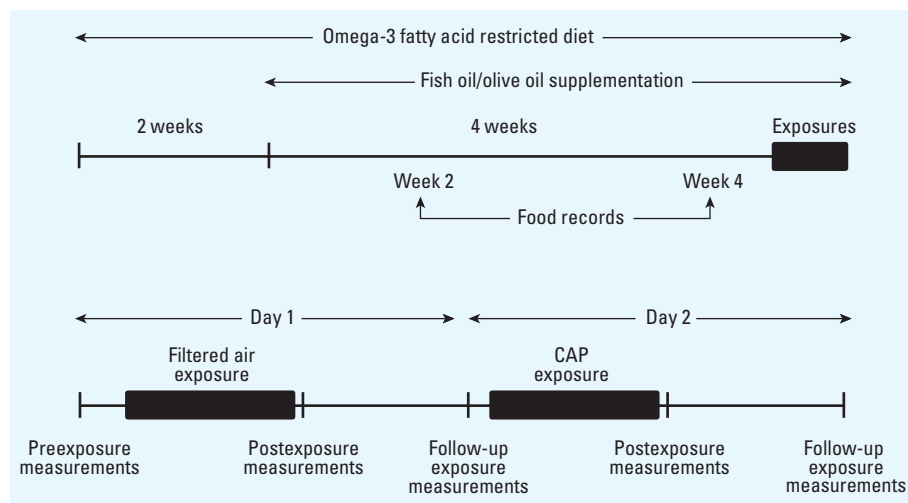 Omega-3 fatty acid restricted diet
Fish oil/olive oil supplementation
2 weeks
4 weeks
Exposures
Week 2
Week 4
Food records
Day 1
Day 2
Filtered air
exposure
CAP
exposure
Preexposure
measurements
Postexposure
measurements
Follow-up
exposure
measurements
Postexposure
measurements
Follow-up
exposure
measurements